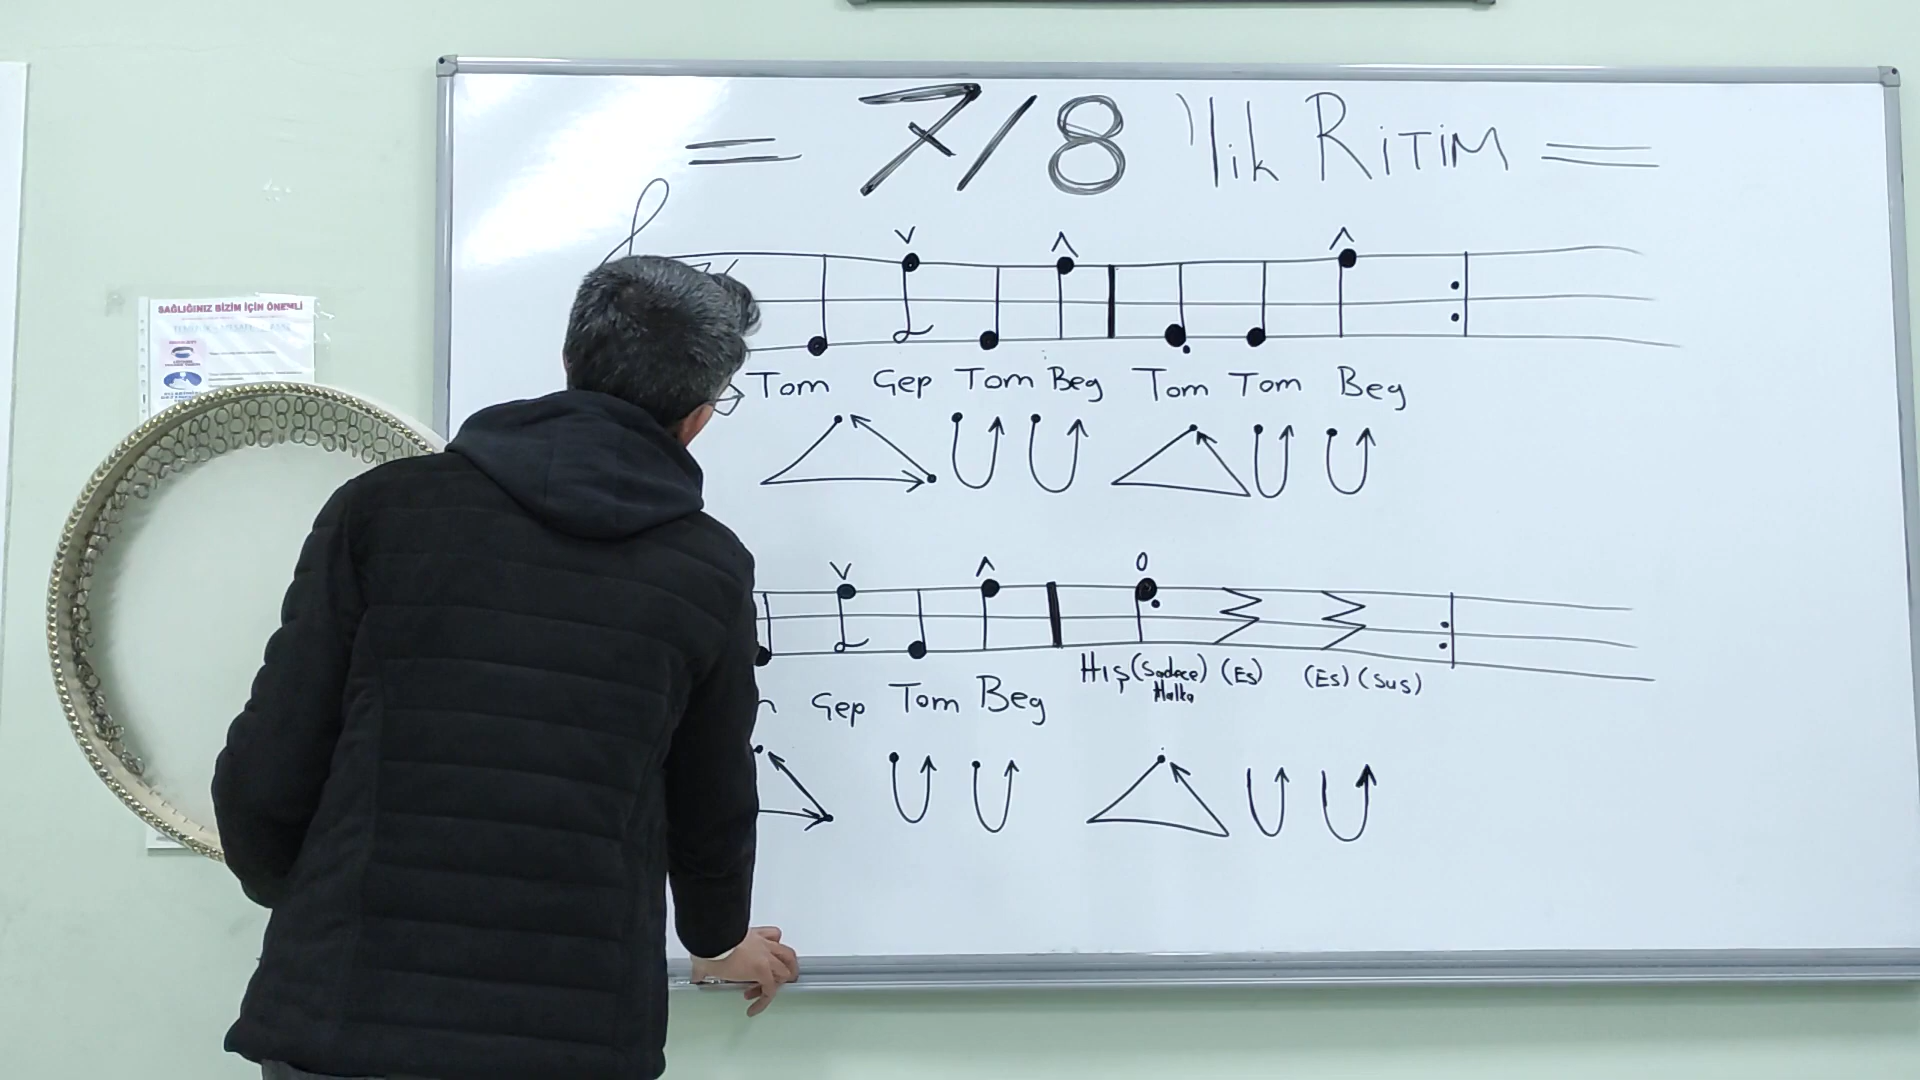 = 7/8 'lik RiTiM =
Tom Gep Tom Beg Tom Tom Beg
Gep Tom Beg Hış (Sadece) (Es) (Es) (Sus)
Halka
SAĞLIĞINIZ BİZİM İÇİN ÖNEMLİ